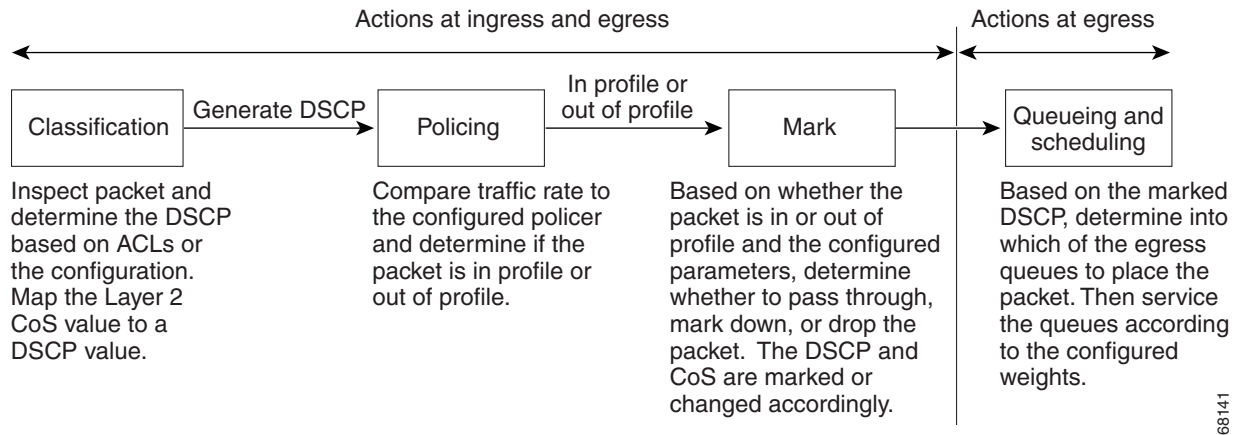 Actions at ingress and egress
Actions at egress
Classification
Generate DSCP
Policing
In profile or
out of profile
Mark
Queueing and
scheduling
Inspect packet and
determine the DSCP
based on ACLs or
the configuration.
Map the Layer 2
CoS value to a
DSCP value.
Compare traffic rate to
the configured policer
and determine if the
packet is in profile or
out of profile.
Based on whether the
packet is in or out of
profile and the configured
parameters, determine
whether to pass through,
mark down, or drop the
packet.  The DSCP and
CoS are marked or
changed accordingly.
Based on the marked
DSCP, determine into
which of the egress
queues to place the
packet. Then service
the queues according
to the configured
weights.
68141